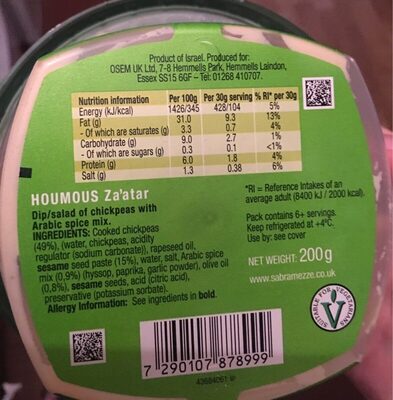 Product of Israel. Produced for:
OSEM UK Ltd, 7-8 Hemmells Park, Hemmells, Laindon,
Essex SS15 6GF – Tel: 01268 410707.
Nutrition information Per 100g Per 30g serving % RI* per 30g
Energy (kJ/kcal) 1426/345 428/104 5%
Fat (g) 31.0 9.3 13%
- Of which are saturates (g) 3.3 0.7 4%
Carbohydrate (g) 9.0 2.7 1%
- Of which are sugars (g) 0.3 0.1 <1%
Protein (g) 6.0 1.8 4%
Salt (g) 1.3 0.38 6%
HOUMOUS Za'atar
Dip/salad of chickpeas with
Arabic spice mix.
INGREDIENTS: Cooked chickpeas
(49%), (water, chickpeas, acidity
regulator (sodium carbonate), rapeseed oil,
sesame seed paste (15%), water, salt, Arabic spice
mix (0,9%) (hyssop, paprika, garlic powder), olive oil
(0,8%), sesame seeds, acid (citric acid),
preservative (potassium sorbate).
Allergy Information: See ingredients in bold.
*RI = Reference Intakes of an
average adult (8400 kJ / 2000 kcal).
Pack contains 6+ servings.
Keep refrigerated at +4°C.
Use by: see cover
NET WEIGHT: 200g
www.sabramezze.co.uk
SUITABLE FOR VEGETARIANS
V
7 290107 878999